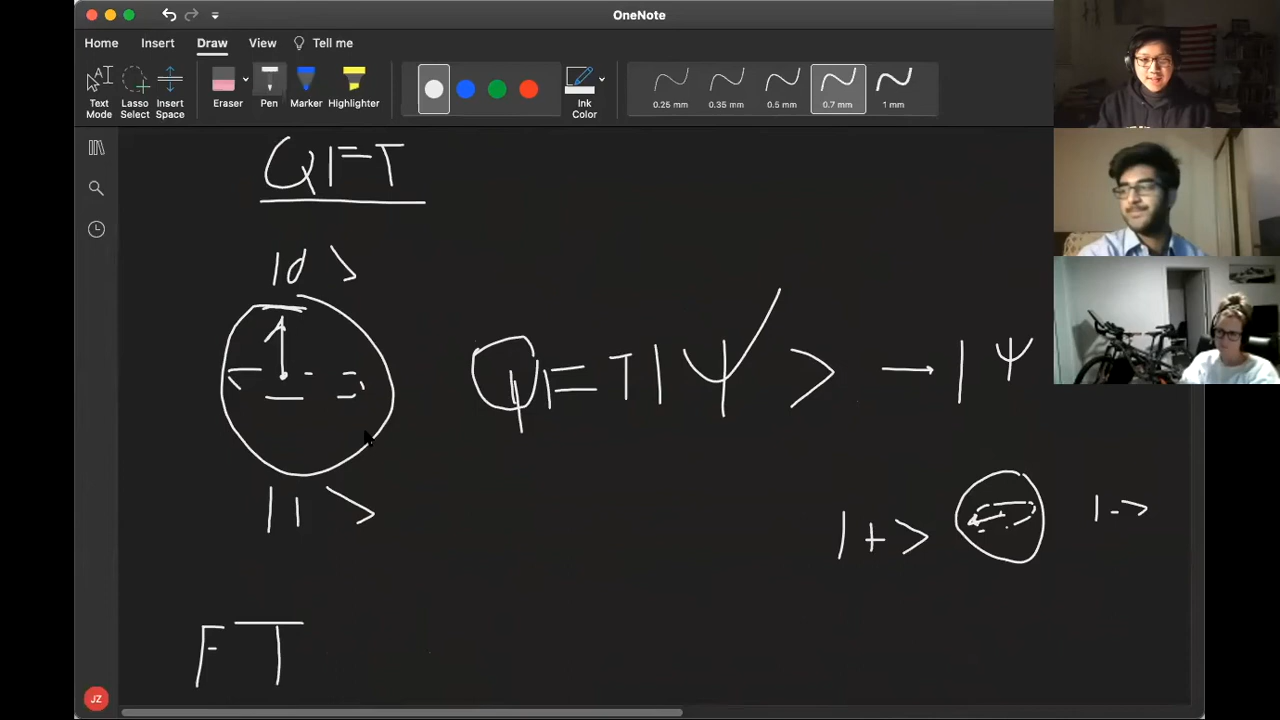 OneNote
Home Insert Draw View Tell me
Text Mode
Lasso Select
Insert Space
Eraser
Pen
Marker
Highlighter
Ink Color
0.25 mm
0.35 mm
0.5 mm
0.7 mm
1 mm
QFT
|0>
QFT|Ψ> → |Ψ
|1>
|+> |->
FT
JZ